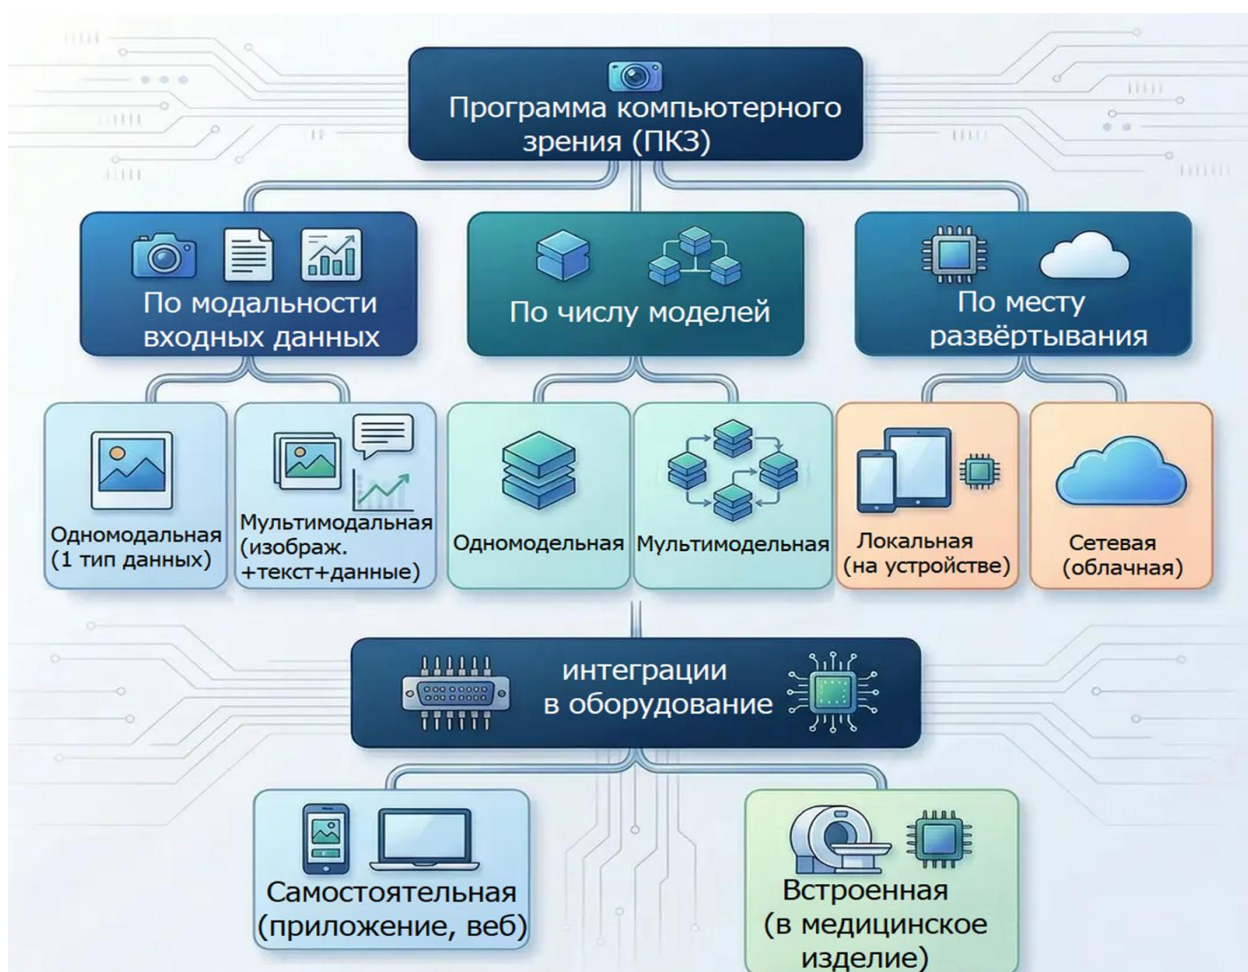 Программа компьютерного
зрения (ПКЗ)
По модальности
входных данных
По числу моделей
По месту
развёртывания
Одномодальная
(1 тип данных)
Мультимодальная
(изображ.
+текст+данные)
Одномодельная
Мультимодельная
Локальная
(на устройстве)
Сетевая
(облачная)
интеграции
в оборудование
Самостоятельная
(приложение, веб)
Встроенная
(в медицинское
изделие)